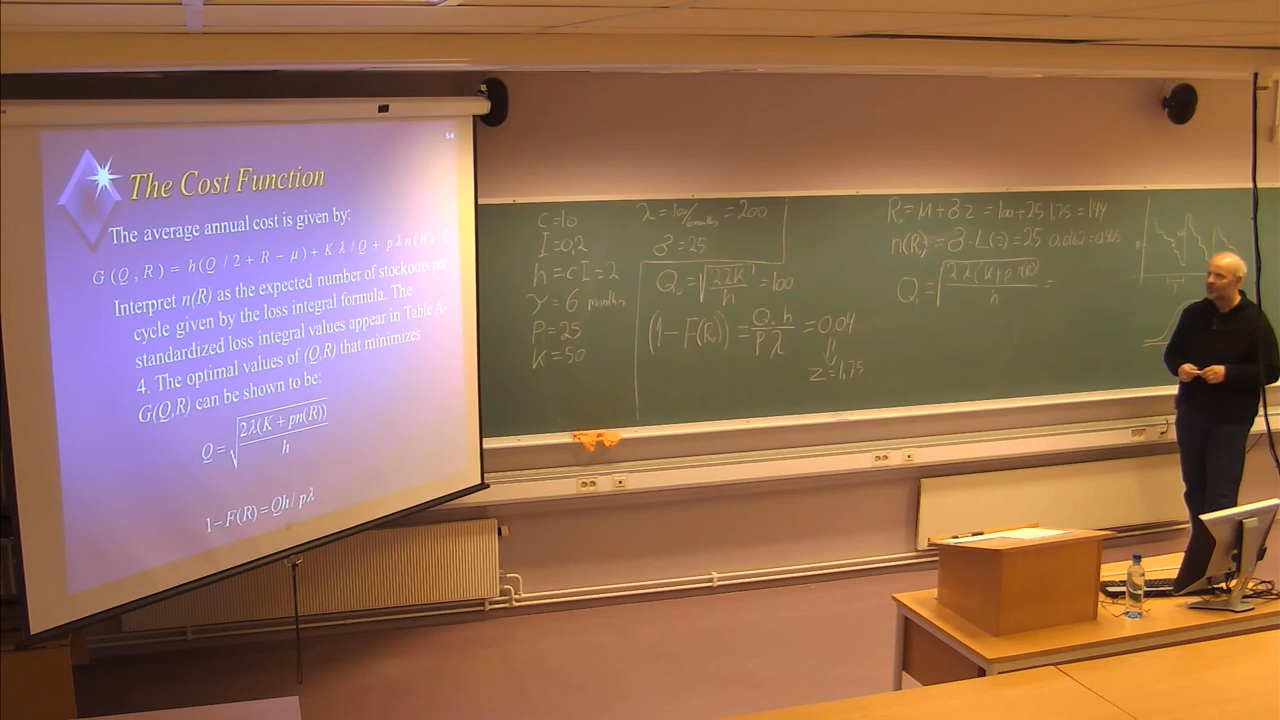 The Cost Function
The average annual cost is given by:
G(Q,R) = h(Q/2+R−μ)+Kλ/Q+pλn(R)/Q
Interpret n(R) as the expected number of stockouts per
cycle given by the loss integral formula. The
standardized loss integral values appear in Table A-
4. The optimal values of (Q,R) that minimizes
G(Q,R) can be shown to be:
Q = √(2λ(K + pn(R))/h)
1−F(R)=Qh/pλ
c=10
I=0,2
h=cI=2
γ=6 months
P=25
K=50
=200
σ=25
Q₀=√(2λK/h)=100
(1−F(R₀))=Q₀h/Pλ=0.04
⇓
z=1,75
R=μ+σz=100+25·1.75=144
n(R)=σ·L(z)=25·0,0162=0.405
Q₁=√(2λ(K+pn(R))/h)=